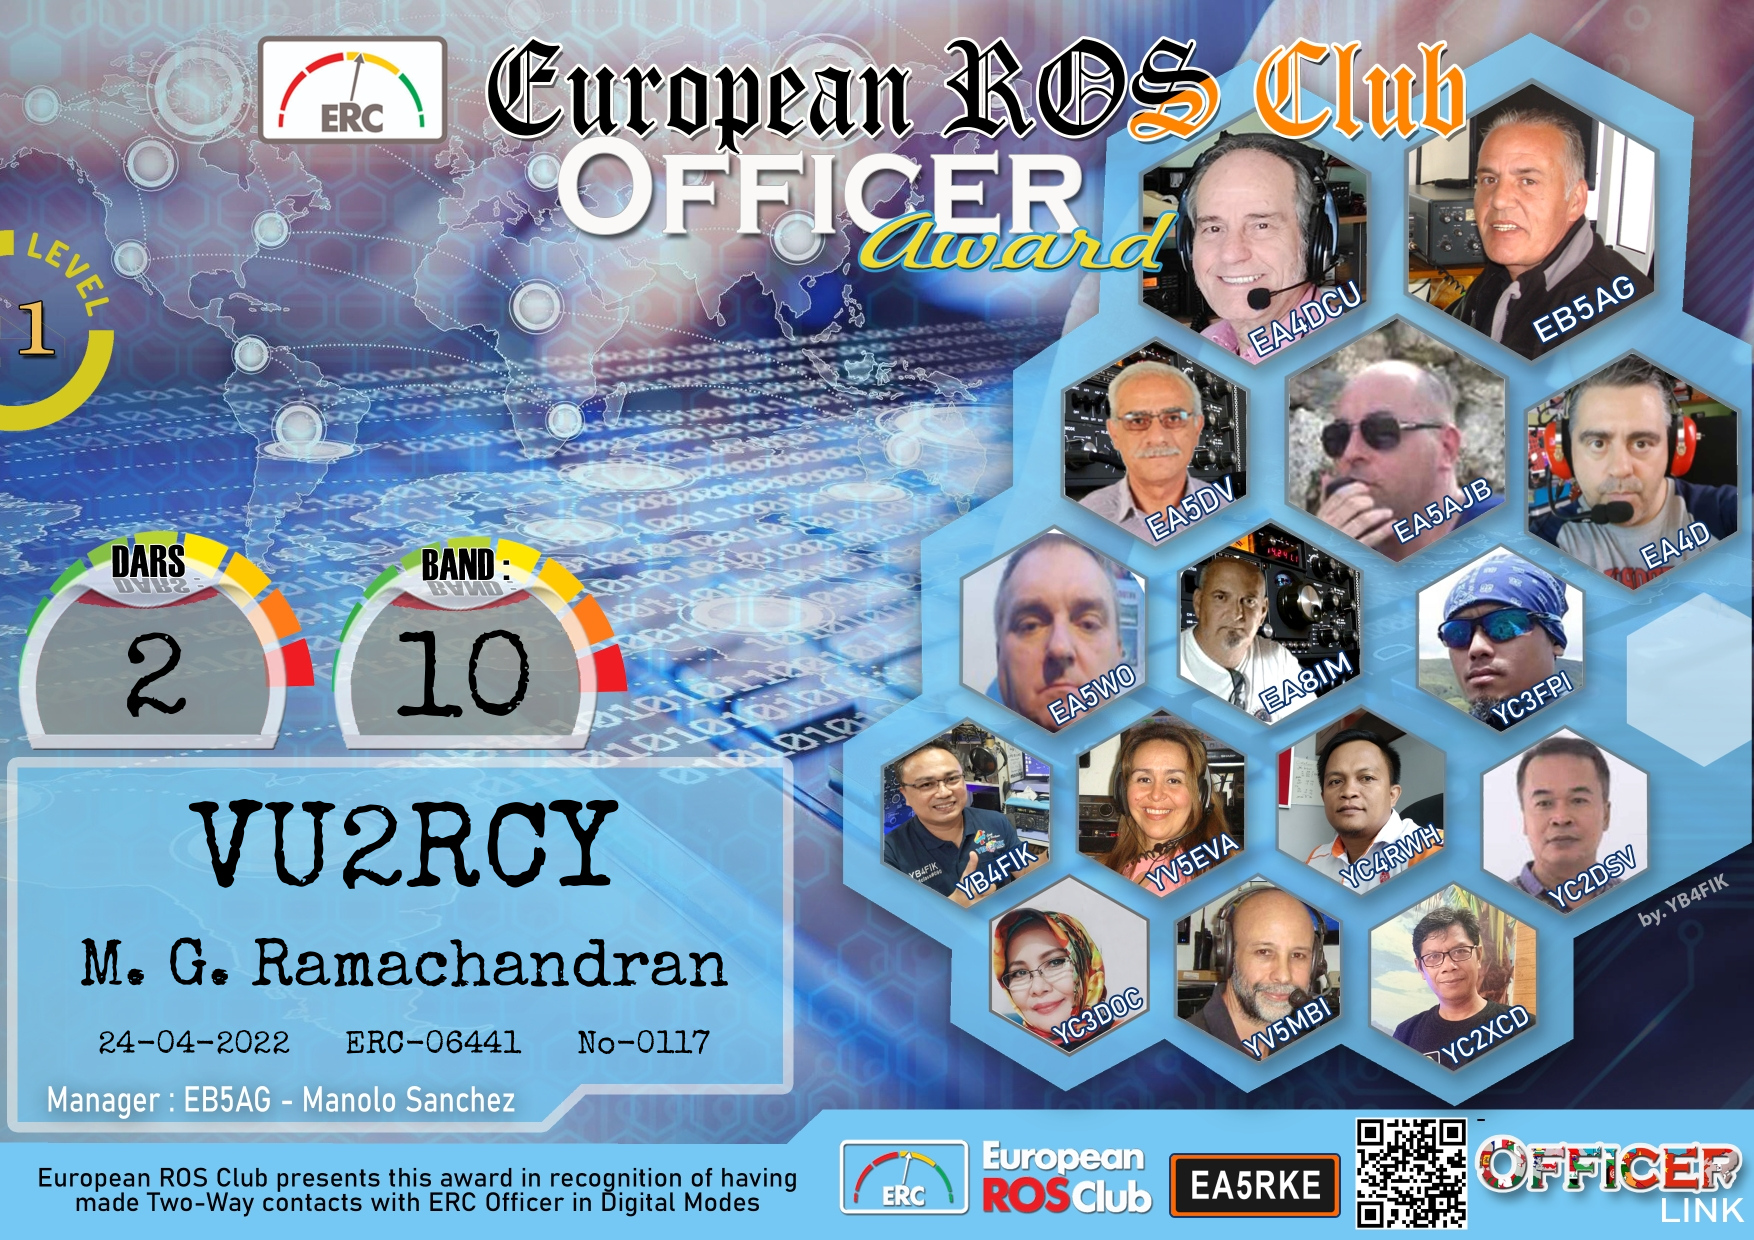 ERC
European ROS Club
OFFICER
Award
LEVEL
1
EA4DCU
EB5AG
EA5DV
EA5AJB
EA4D
EA5WO
EA8IM
YC3FPI
YB4FIK
YV5EVA
YC4RWH
YC2DSV
by. YB4FIK
YC3DOC
YV5MBI
YC2XCD
DARS
2
BAND :
10
VU2RCY
M. G. Ramachandran
24-04-2022 ERC-06441 No-0117
Manager : EB5AG - Manolo Sanchez
European ROS Club presents this award in recognition of having
made Two-Way contacts with ERC Officer in Digital Modes
ERC
European
ROSClub
EA5RKE
OFFICER
LINK